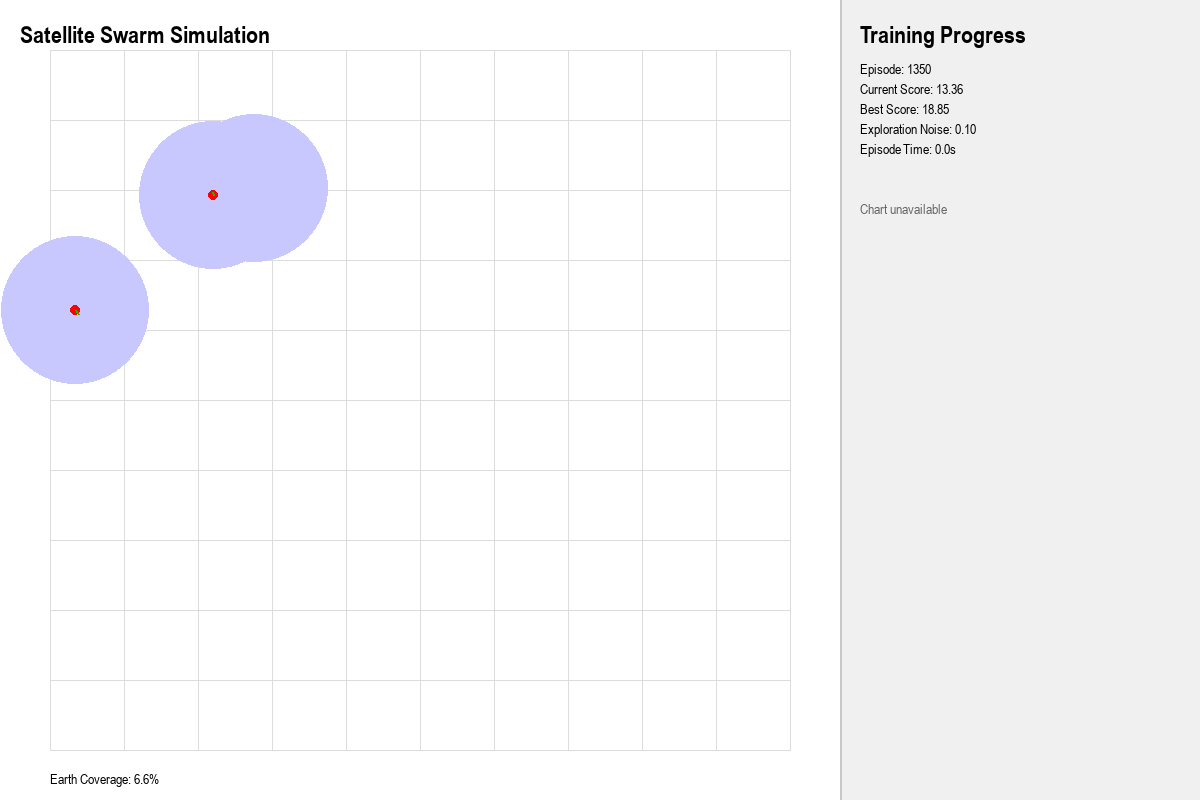 Satellite Swarm Simulation
Earth Coverage: 6.6%
Training Progress
Episode: 1350
Current Score: 13.36
Best Score: 18.85
Exploration Noise: 0.10
Episode Time: 0.0s
Chart unavailable